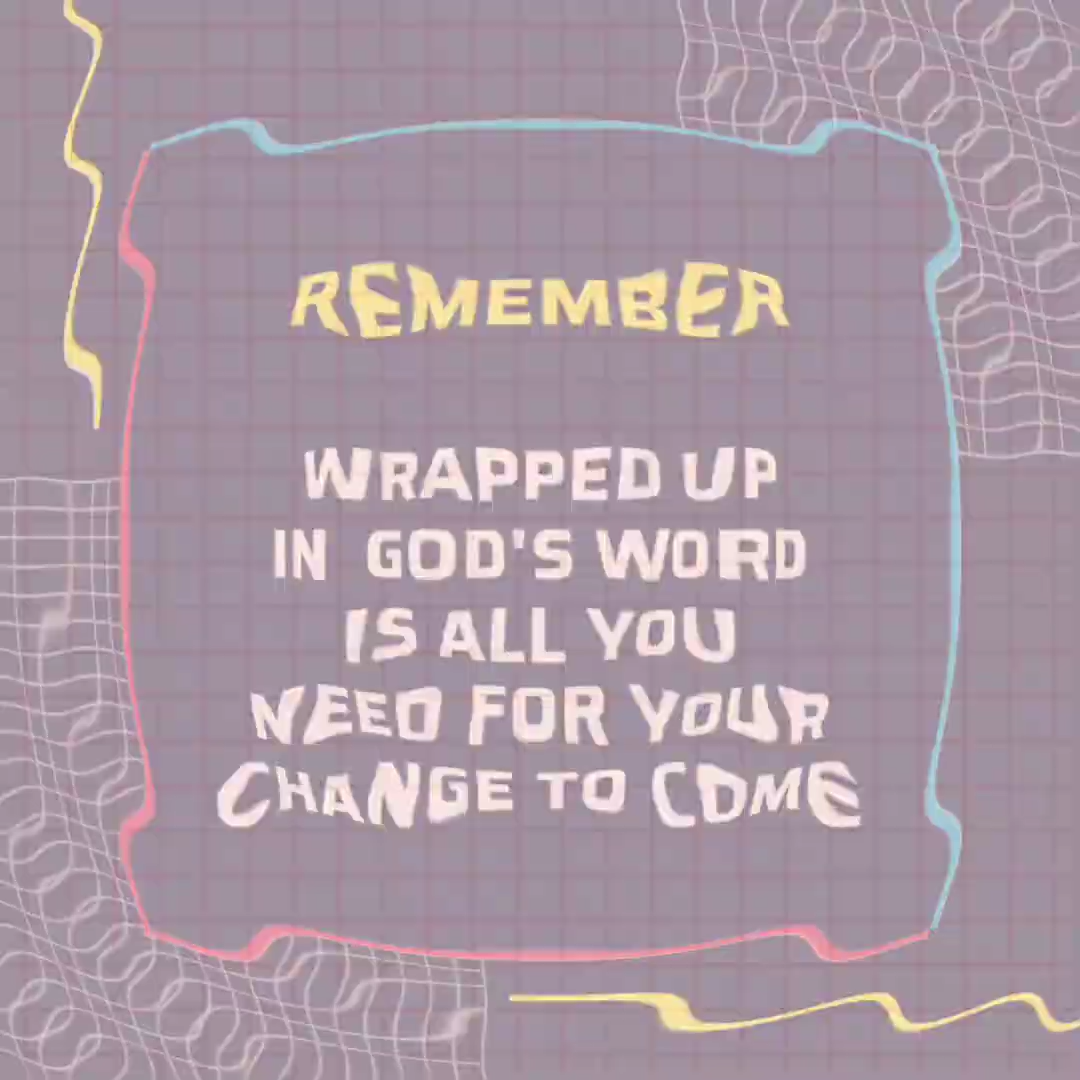 REMEMBER
WRAPPED UP
IN GOD'S WORD
IS ALL YOU
NEED FOR YOUR
CHANGE TO COME